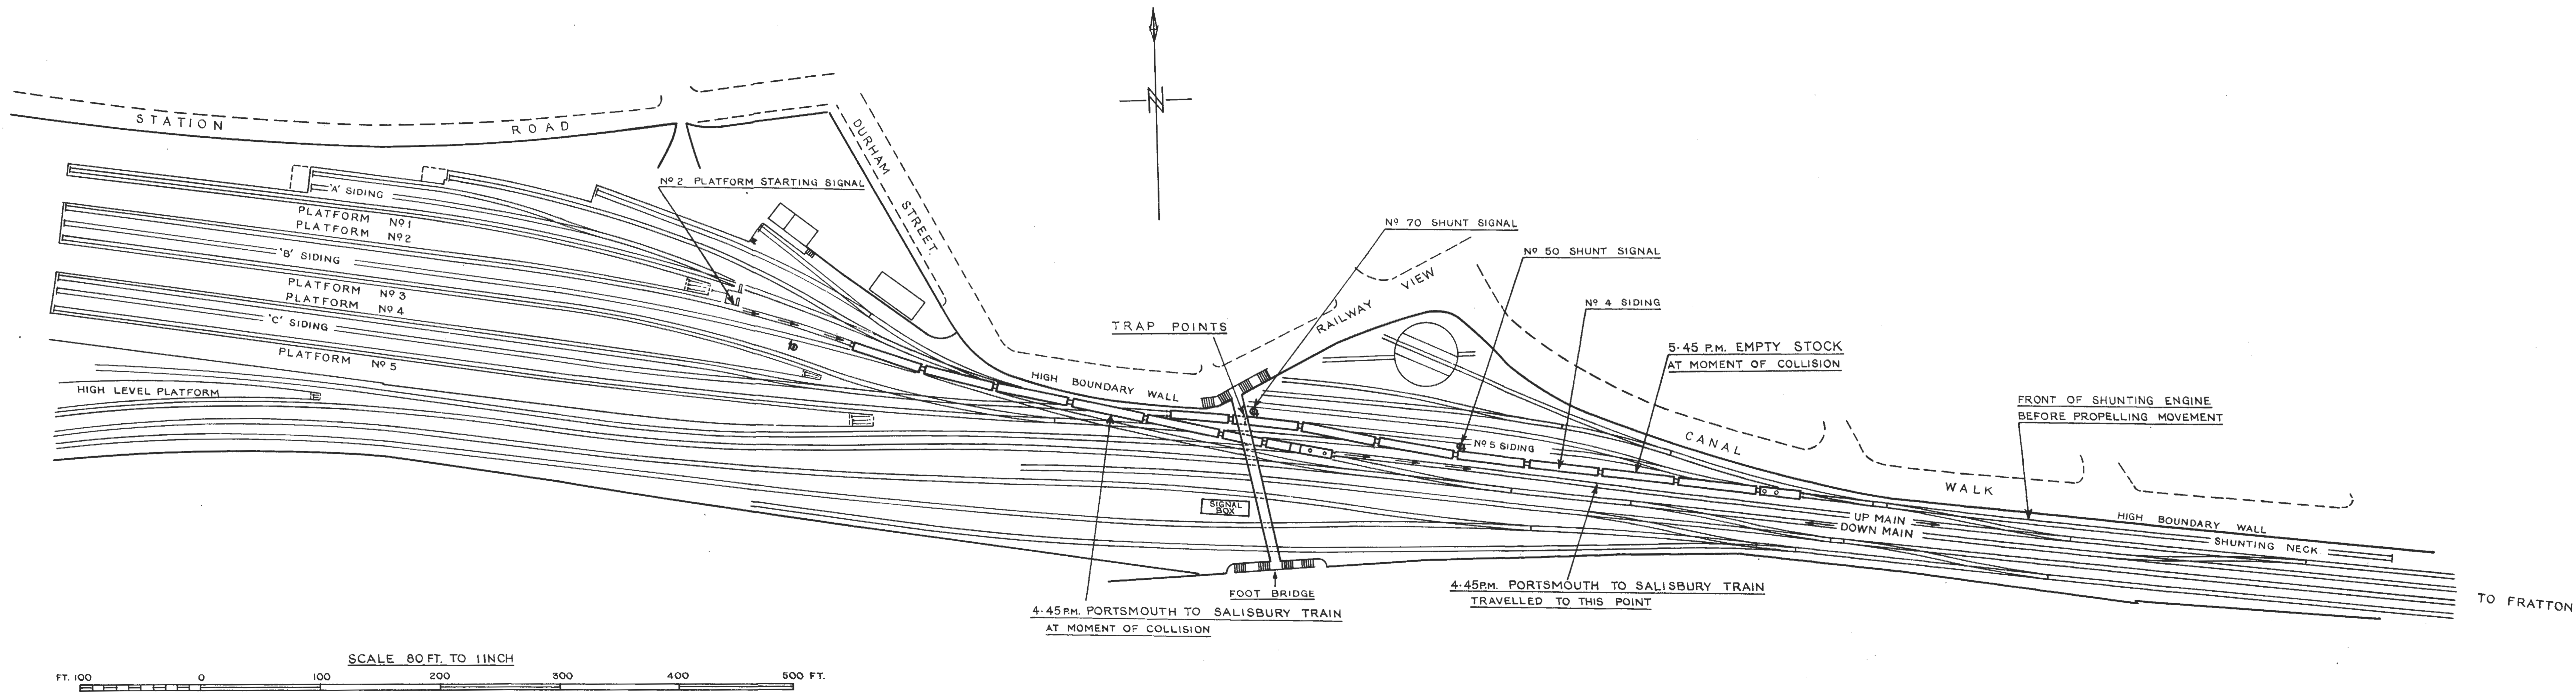 N
STATION ROAD
DURHAM STREET
Nº 2 PLATFORM STARTING SIGNAL
'A' SIDING
PLATFORM Nº 1
PLATFORM Nº 2
'B' SIDING
PLATFORM Nº 3
PLATFORM Nº 4
'C' SIDING
PLATFORM Nº 5
HIGH LEVEL PLATFORM
Nº 70 SHUNT SIGNAL
Nº 50 SHUNT SIGNAL
RAILWAY VIEW
Nº 4 SIDING
TRAP POINTS
5·45 P.M. EMPTY STOCK
AT MOMENT OF COLLISION
HIGH BOUNDARY WALL
Nº 5 SIDING
CANAL WALK
FRONT OF SHUNTING ENGINE
BEFORE PROPELLING MOVEMENT
SIGNAL
BOX
UP MAIN
DOWN MAIN
HIGH BOUNDARY WALL
SHUNTING NECK
FOOT BRIDGE
4·45 P.M. PORTSMOUTH TO SALISBURY TRAIN
AT MOMENT OF COLLISION
4·45 P.M. PORTSMOUTH TO SALISBURY TRAIN
TRAVELLED TO THIS POINT
TO FRATTON
SCALE 80 FT. TO 1 INCH
FT. 100 0 100 200 300 400 500 FT.